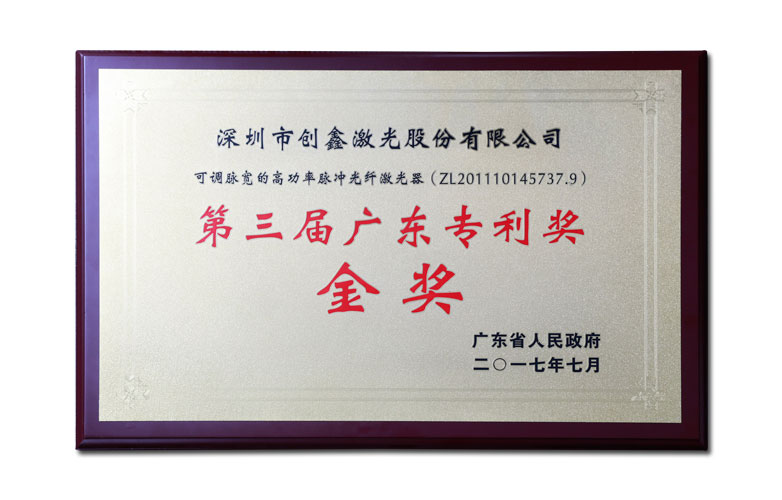 深圳市创鑫激光股份有限公司
可调脉宽的高功率脉冲光纤激光器（ZL201110145737.9）
第三届广东专利奖
金奖
广东省人民政府
二〇一七年七月